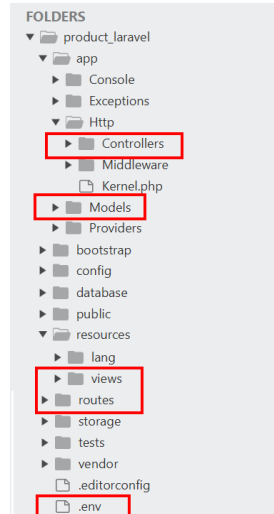 FOLDERS
product_laravel
app
Console
Exceptions
Http
Controllers
Middleware
Kernel.php
Models
Providers
bootstrap
config
database
public
resources
lang
views
routes
storage
tests
vendor
.editorconfig
.env